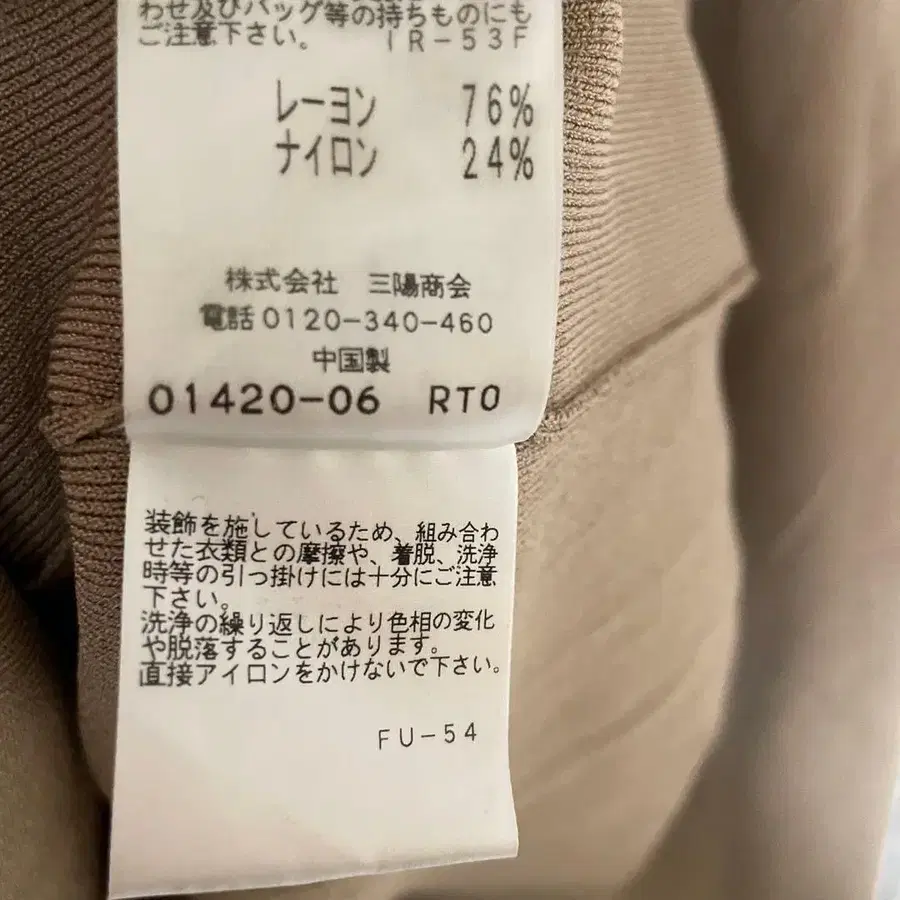 わせ及びバッグ等の持ちものにも
ご注意下さい。 IR-53F
レーヨン 76%
ナイロン 24%
株式会社 三陽商会
電話0120-340-460
中国製
01420-06 RTO
装飾を施しているため、組み合わ
せた衣類との摩擦や、着脱、洗浄
時等の引っ掛けには十分にご注意
下さい。
洗浄の繰り返しにより色相の変化
や脱落することがあります。
直接アイロンをかけないで下さい。
FU-54